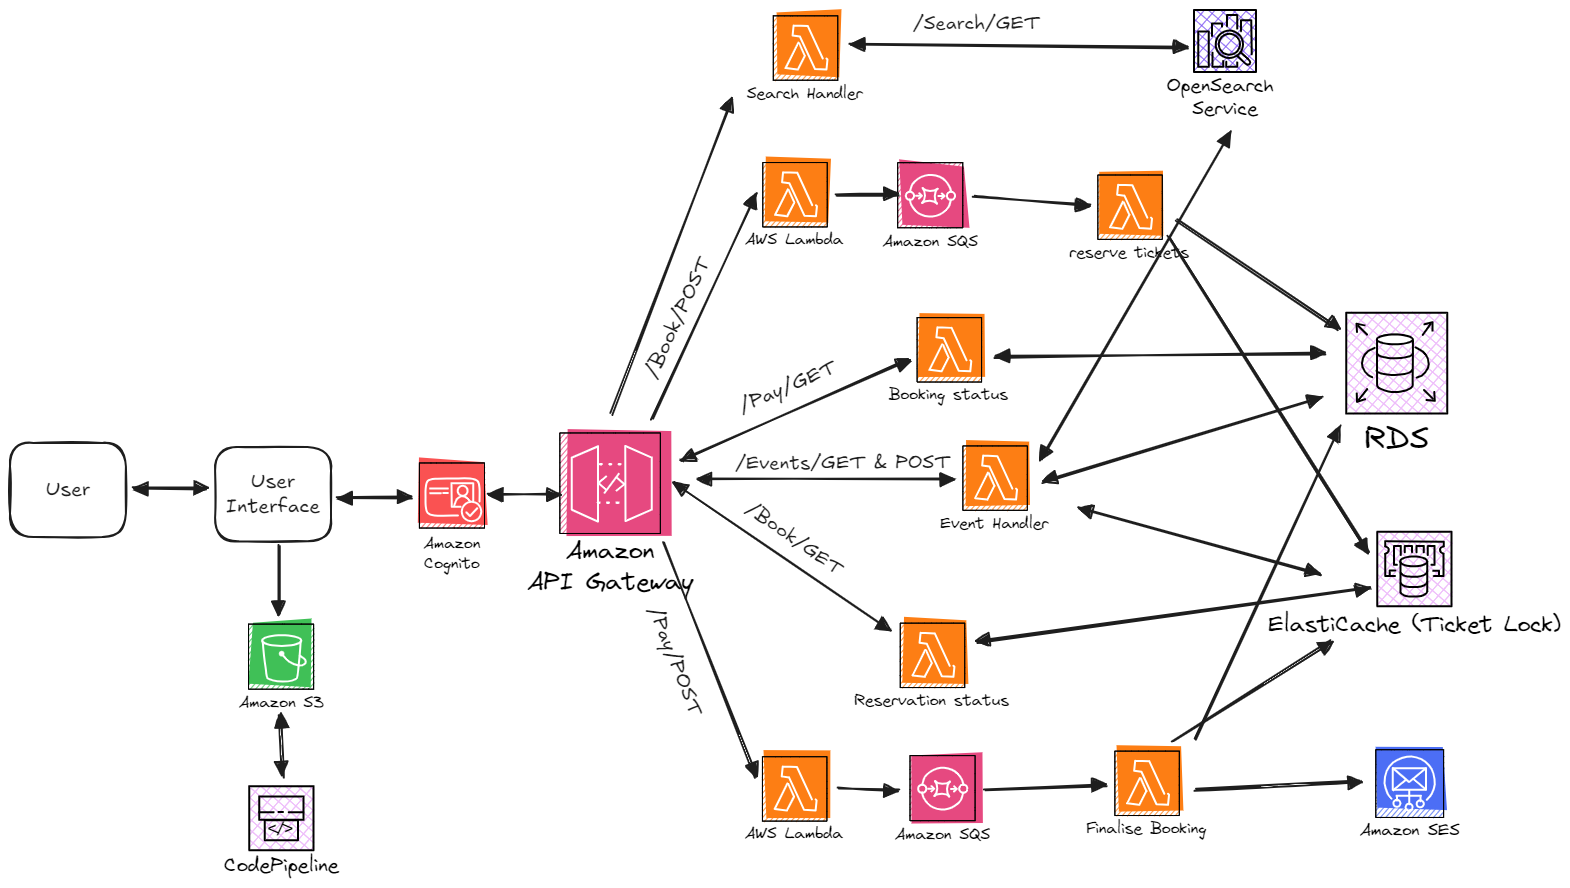 /Search/GET
Search Handler
OpenSearch
Service
/Book/POST
AWS Lambda
Amazon SQS
reserve tickets
/Pay/GET
Booking status
RDS
User
User
Interface
Amazon
Cognito
Amazon
API Gateway
/Events/GET & POST
Event Handler
/Book/GET
Reservation status
ElastiCache (Ticket Lock)
/Pay/POST
Amazon S3
CodePipeline
AWS Lambda
Amazon SQS
Finalise Booking
Amazon SES